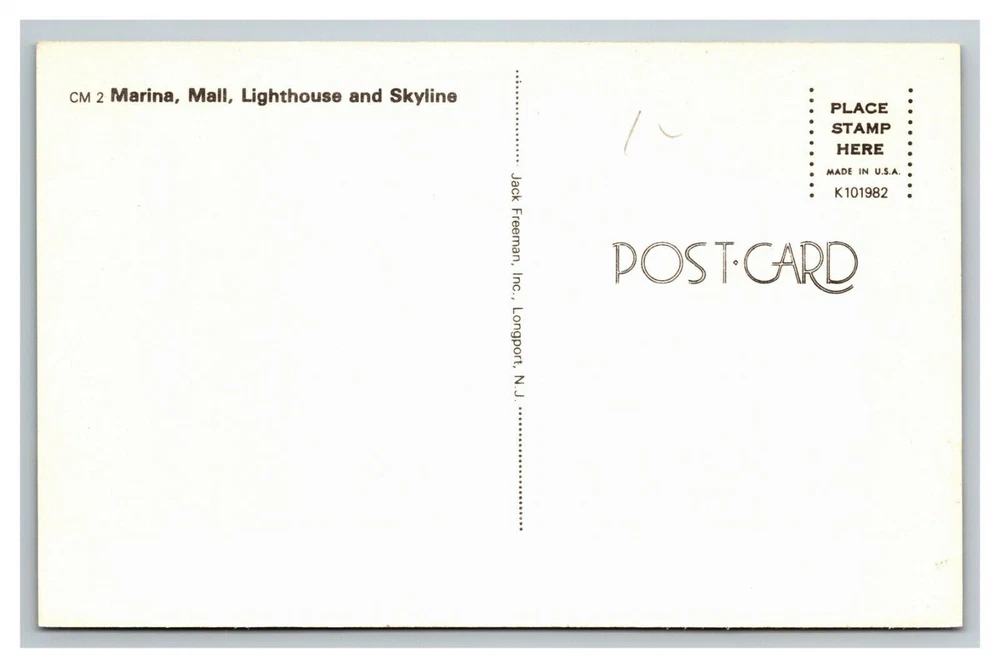 CM 2 Marina, Mall, Lighthouse and Skyline
Jack Freeman, Inc., Longport, N.J.
PLACE
STAMP
HERE
MADE IN U.S.A.
K101982
POST·CARD